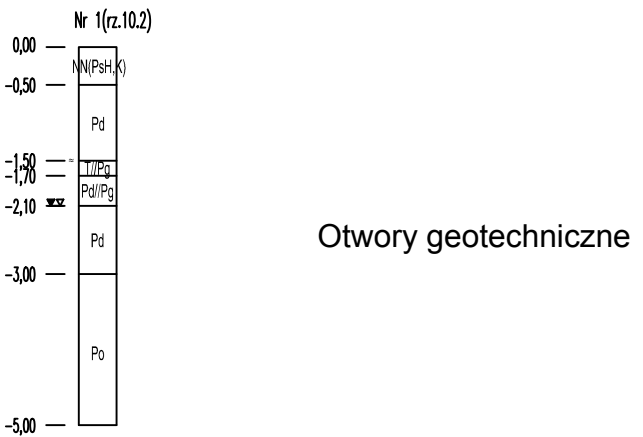 Nr 1(rz.10.2)
0,00
NN(PsH,K)
-0,50
Pd
-1,50 ≈
T//Pg
-1,70
Pd//Pg
-2,10
Pd
Otwory geotechniczne
-3,00
Po
-5,00